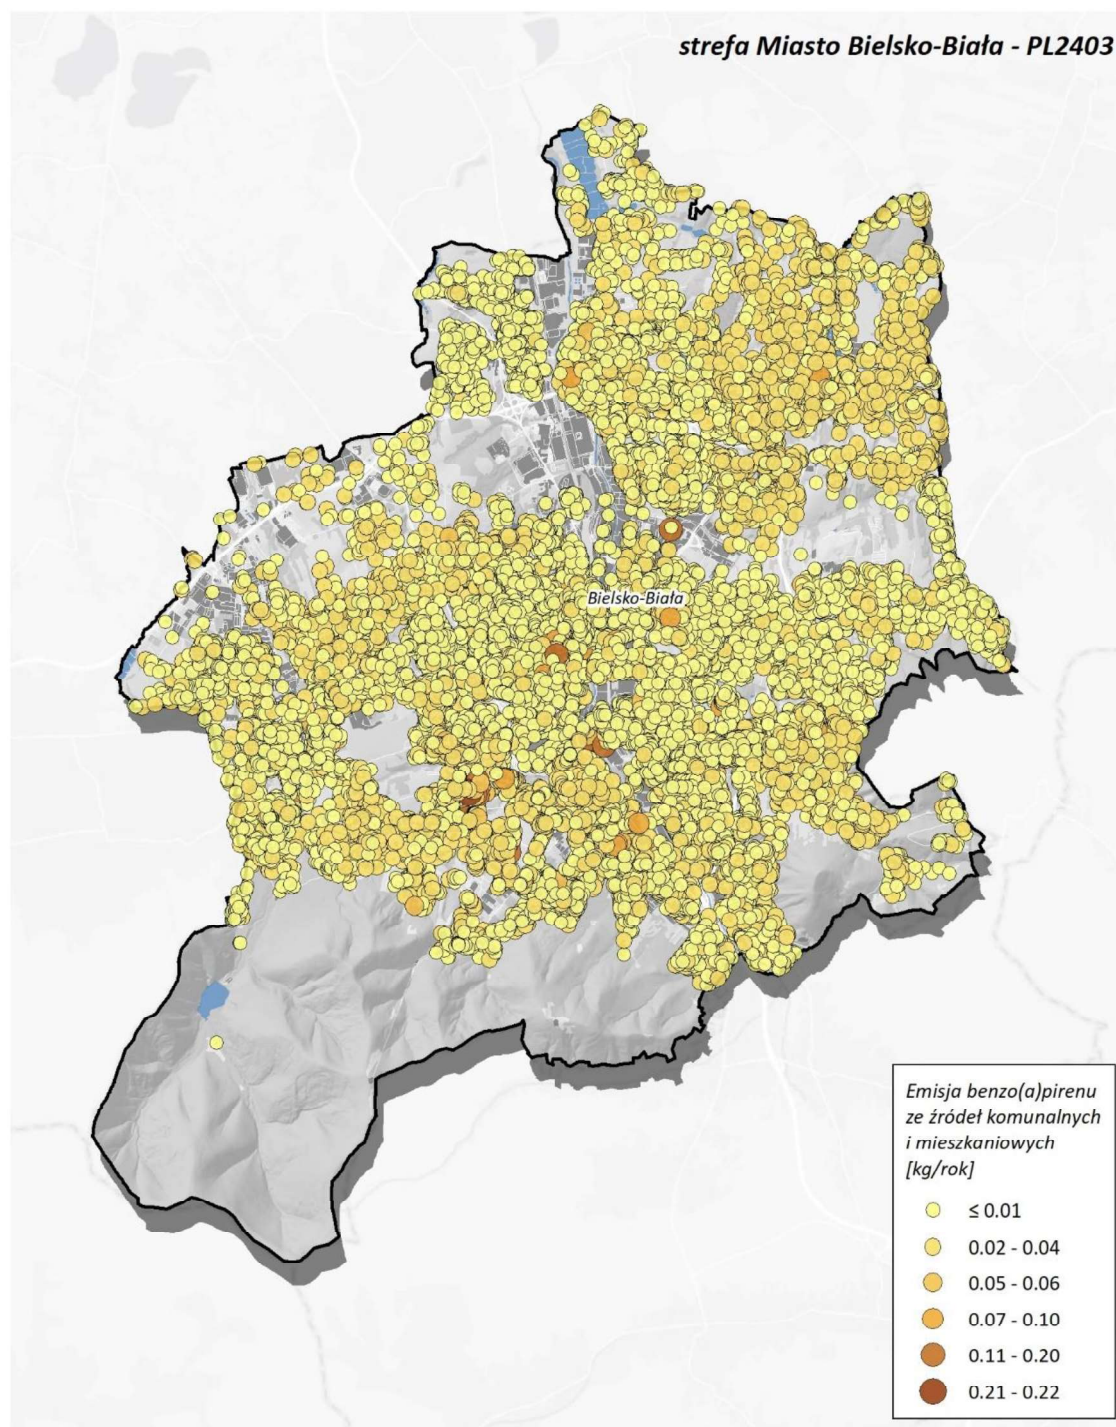 strefa Miasto Bielsko-Biała - PL2403
Bielsko-Biała
Emisja benzo(a)pirenu
ze źródeł komunalnych
i mieszkaniowych
[kg/rok]
≤ 0.01
0.02 - 0.04
0.05 - 0.06
0.07 - 0.10
0.11 - 0.20
0.21 - 0.22